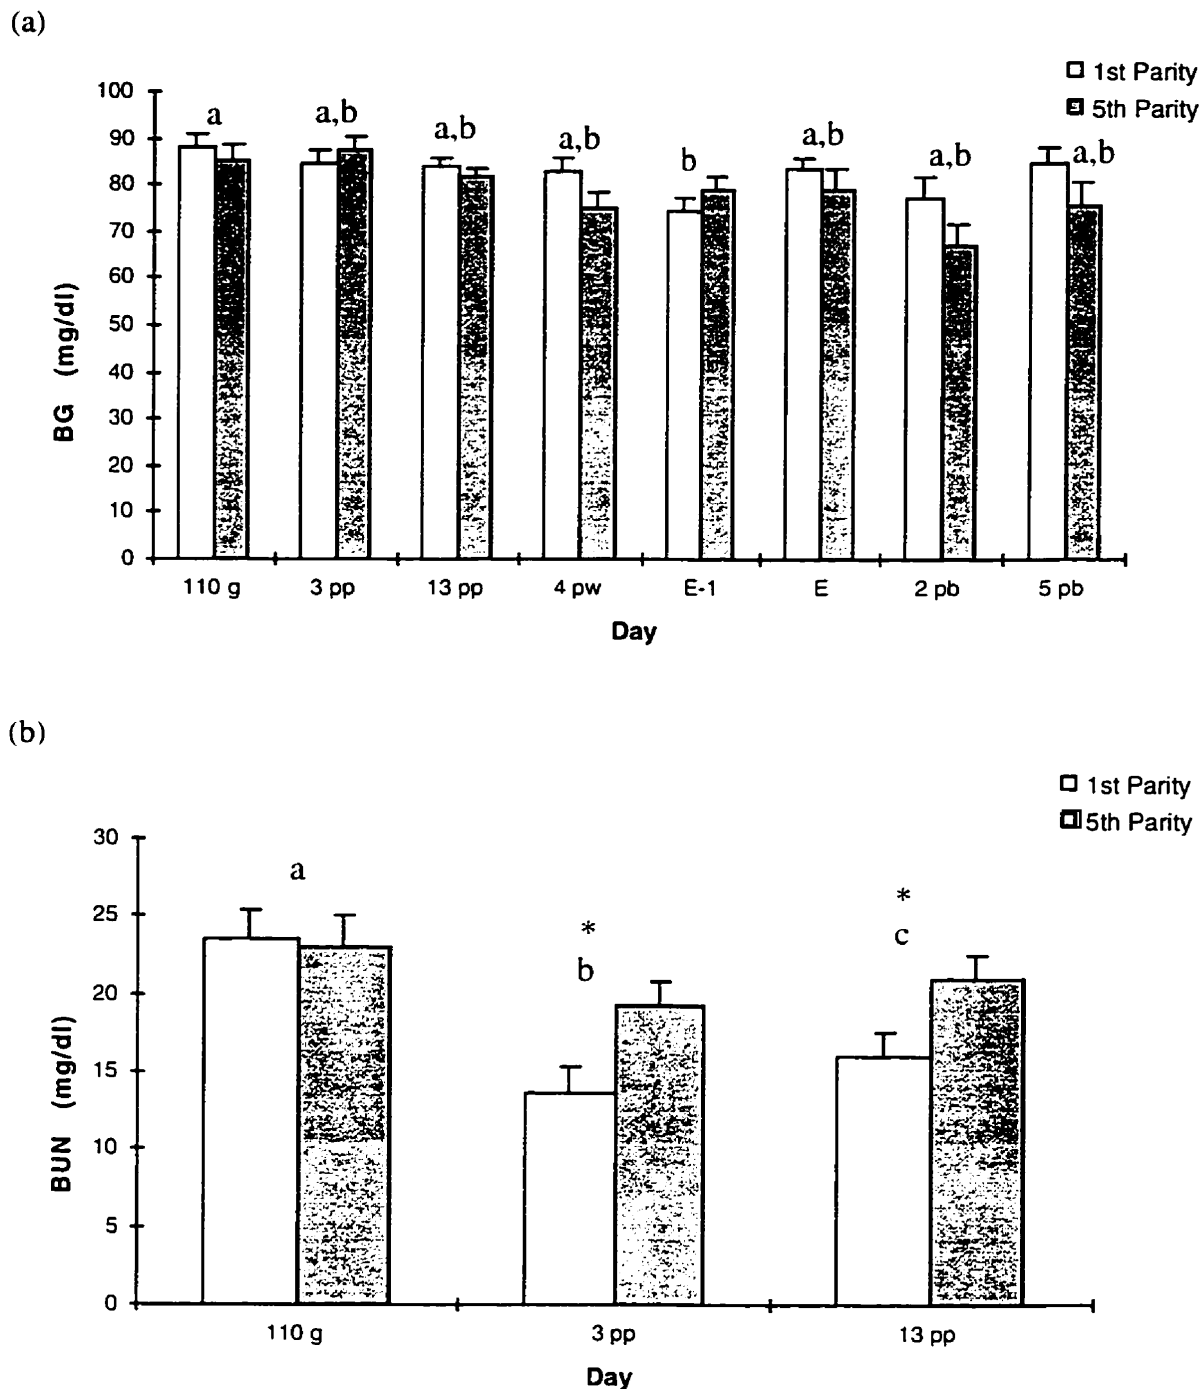 (a)
1st Parity
5th Parity
100
90
80
70
60
50
40
30
20
10
0
BG (mg/dl)
a
a,b
a,b
a,b
b
a,b
a,b
a,b
110 g 3 pp 13 pp 4 pw E-1 E 2 pb 5 pb
Day
(b)
1st Parity
5th Parity
30
25
20
15
10
5
0
BUN (mg/dl)
a
*
b
*
c
110 g 3 pp 13 pp
Day